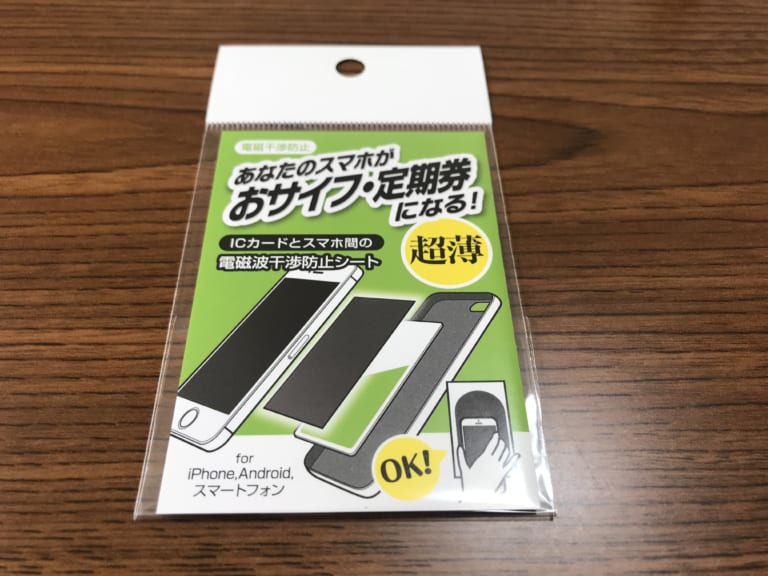 電磁干渉防止
あなたのスマホが
おサイフ・定期券
になる!
ICカードとスマホ間の
電磁波干渉防止シート
超薄
OK!
for
iPhone,Android,
スマートフォン